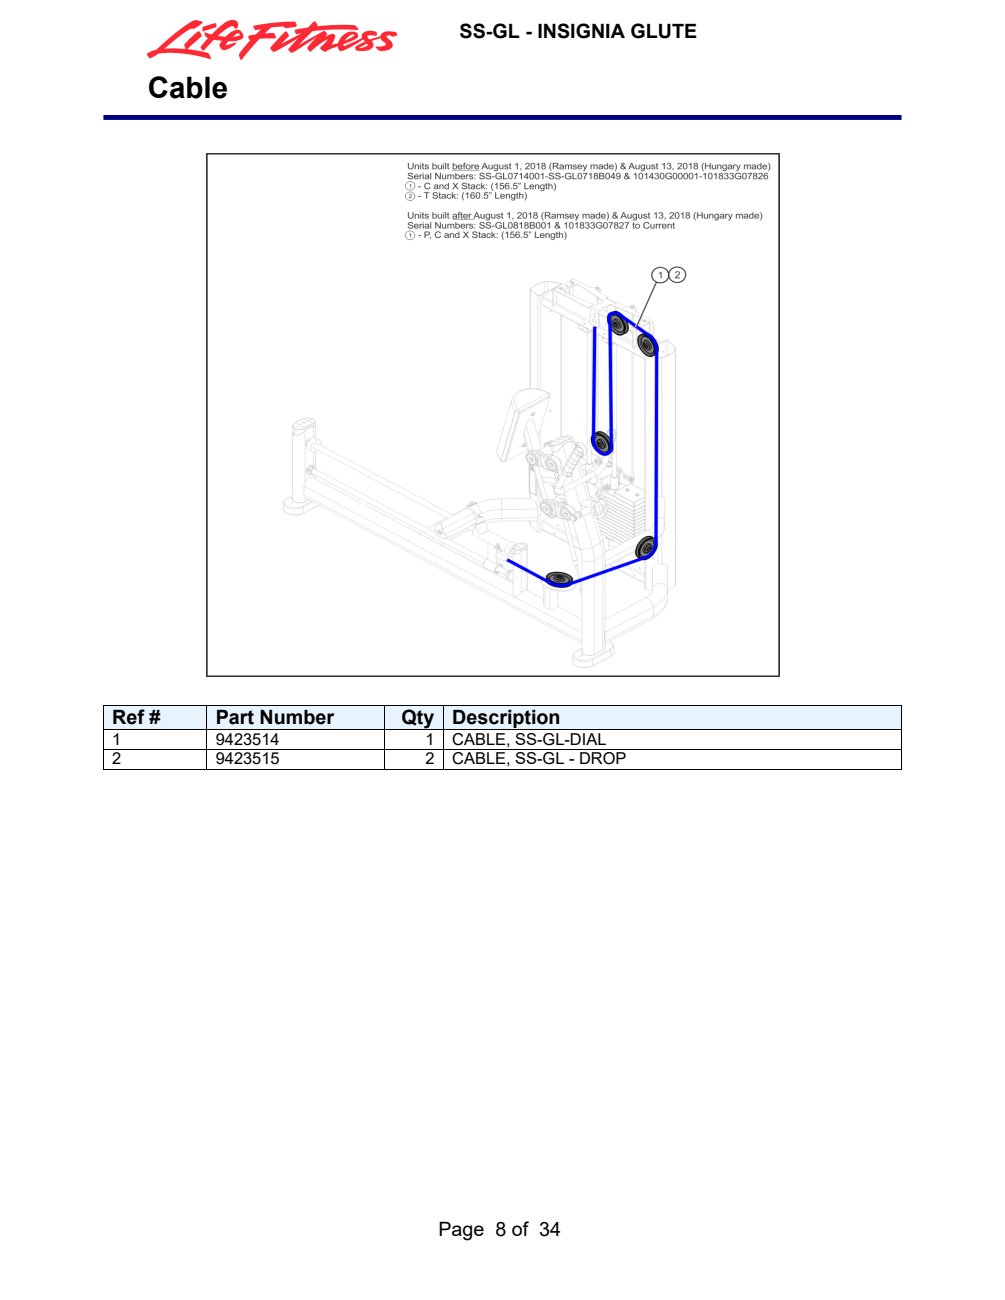 Life Fitness
SS-GL - INSIGNIA GLUTE
Cable
Units built before August 1, 2018 (Ramsey made) & August 13, 2018 (Hungary made)
Serial Numbers: SS-GL0714001-SS-GL0718B049 & 101430G00001-101833G07826
1 - C and X Stack: (156.5" Length)
2 - T Stack: (160.5" Length)
Units built after August 1, 2018 (Ramsey made) & August 13, 2018 (Hungary made)
Serial Numbers: SS-GL0818B001 & 101833G07827 to Current
1 - P, C and X Stack: (156.5" Length)
1 2
Ref # Part Number Qty Description
1 9423514 1 CABLE, SS-GL-DIAL
2 9423515 2 CABLE, SS-GL - DROP
Page 8 of 34